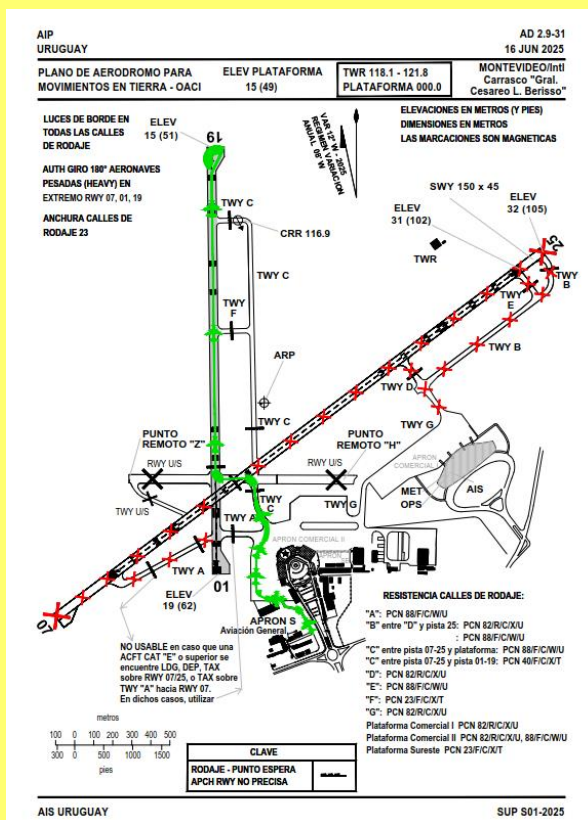 AIP
URUGUAY
AD 2.9-31
16 JUN 2025
PLANO DE AERODROMO PARA
MOVIMIENTOS EN TIERRA - OACI
ELEV PLATAFORMA
15 (49)
TWR 118.1 - 121.8
PLATAFORMA 000.0
MONTEVIDEO/Intl
Carrasco "Gral.
Cesareo L. Berisso"
LUCES DE BORDE EN
TODAS LAS CALLES
DE RODAJE
AUTH GIRO 180° AERONAVES
PESADAS (HEAVY) EN
EXTREMO RWY 07, 01, 19
ANCHURA CALLES DE
RODAJE 23
ELEV
15 (51)
19
VAR 12° W - 2025
REGIMEN VARIACION
ANUAL 08' W
ELEVACIONES EN METROS (Y PIES)
DIMENSIONES EN METROS
LAS MARCACIONES SON MAGNETICAS
SWY 150 x 45
ELEV
31 (102)
ELEV
32 (105)
25
TWY C
CRR 116.9
TWR
TWY C
TWY
B
TWY
E
TWY
F
TWY B
ARP
TWY D
TWY C
TWY G
PUNTO
REMOTO "Z"
PUNTO
REMOTO "H"
RWY U/S
RWY U/S
APRON
COMERCIAL I
TWY
C
TWY G
MET
OPS
AIS
TWY U/S
TWY A
APRON COMERCIAL II
TWY A
ELEV
19 (62)
01
07
APRON S
Aviación General
NO USABLE en caso que una
ACFT CAT "E" o superior se
encuentre LDG, DEP, TAX
sobre RWY 07/25, o TAX sobre
TWY "A" hacia RWY 07.
En dichos casos, utilizar
RESISTENCIA CALLES DE RODAJE:
"A": PCN 88/F/C/W/U
"B" entre "D" y pista 25: PCN 82/R/C/X/U
: PCN 88/F/C/W/U
"C" entre pista 07-25 y plataforma: PCN 88/F/C/W/U
"C" entre pista 07-25 y pista 01-19: PCN 40/F/C/X/T
"D": PCN 82/R/C/X/U
"E": PCN 88/F/C/W/U
"F": PCN 23/F/C/X/T
"G": PCN 82/R/C/X/U
Plataforma Comercial I PCN 82/R/C/X/U
Plataforma Comercial II PCN 82/R/C/X/U, 88/F/C/W/U
Plataforma Sureste PCN 23/F/C/X/T
metros
100 0 100 200 300 400 500
300 0 500 1000 1500
pies
CLAVE
RODAJE - PUNTO ESPERA
APCH RWY NO PRECISA
AIS URUGUAY
SUP S01-2025